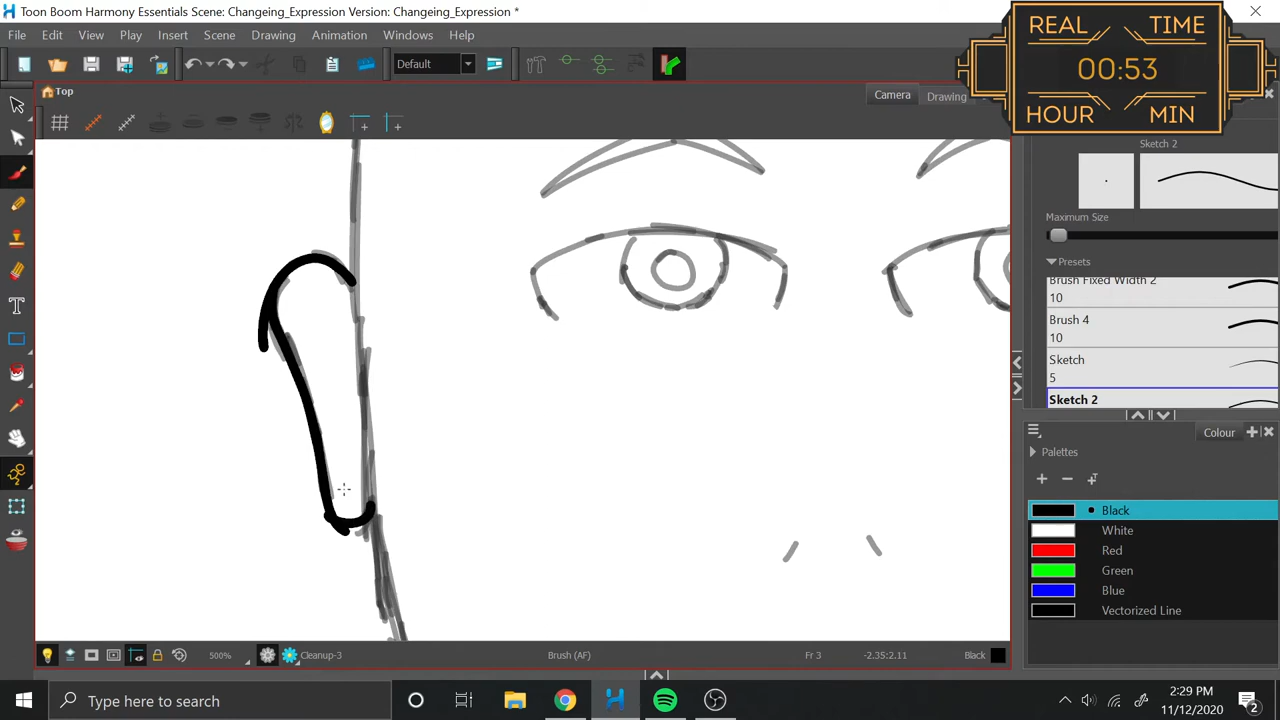 Toon Boom Harmony Essentials Scene: Changeing_Expression Version: Changeing_Expression *
File Edit View Play Insert Scene Drawing Animation Windows Help
REAL TIME
00:53
HOUR MIN
Default
Top
Camera Drawing
Sketch 2
Maximum Size
Presets
Brush Fixed Width 2
10
Brush 4
10
Sketch
5
Sketch 2
Colour
Palettes
Black
White
Red
Green
Blue
Vectorized Line
500% Cleanup-3 Brush (AF) Fr 3 -2.35:2.11 Black
Type here to search
2:29 PM
11/12/2020
2